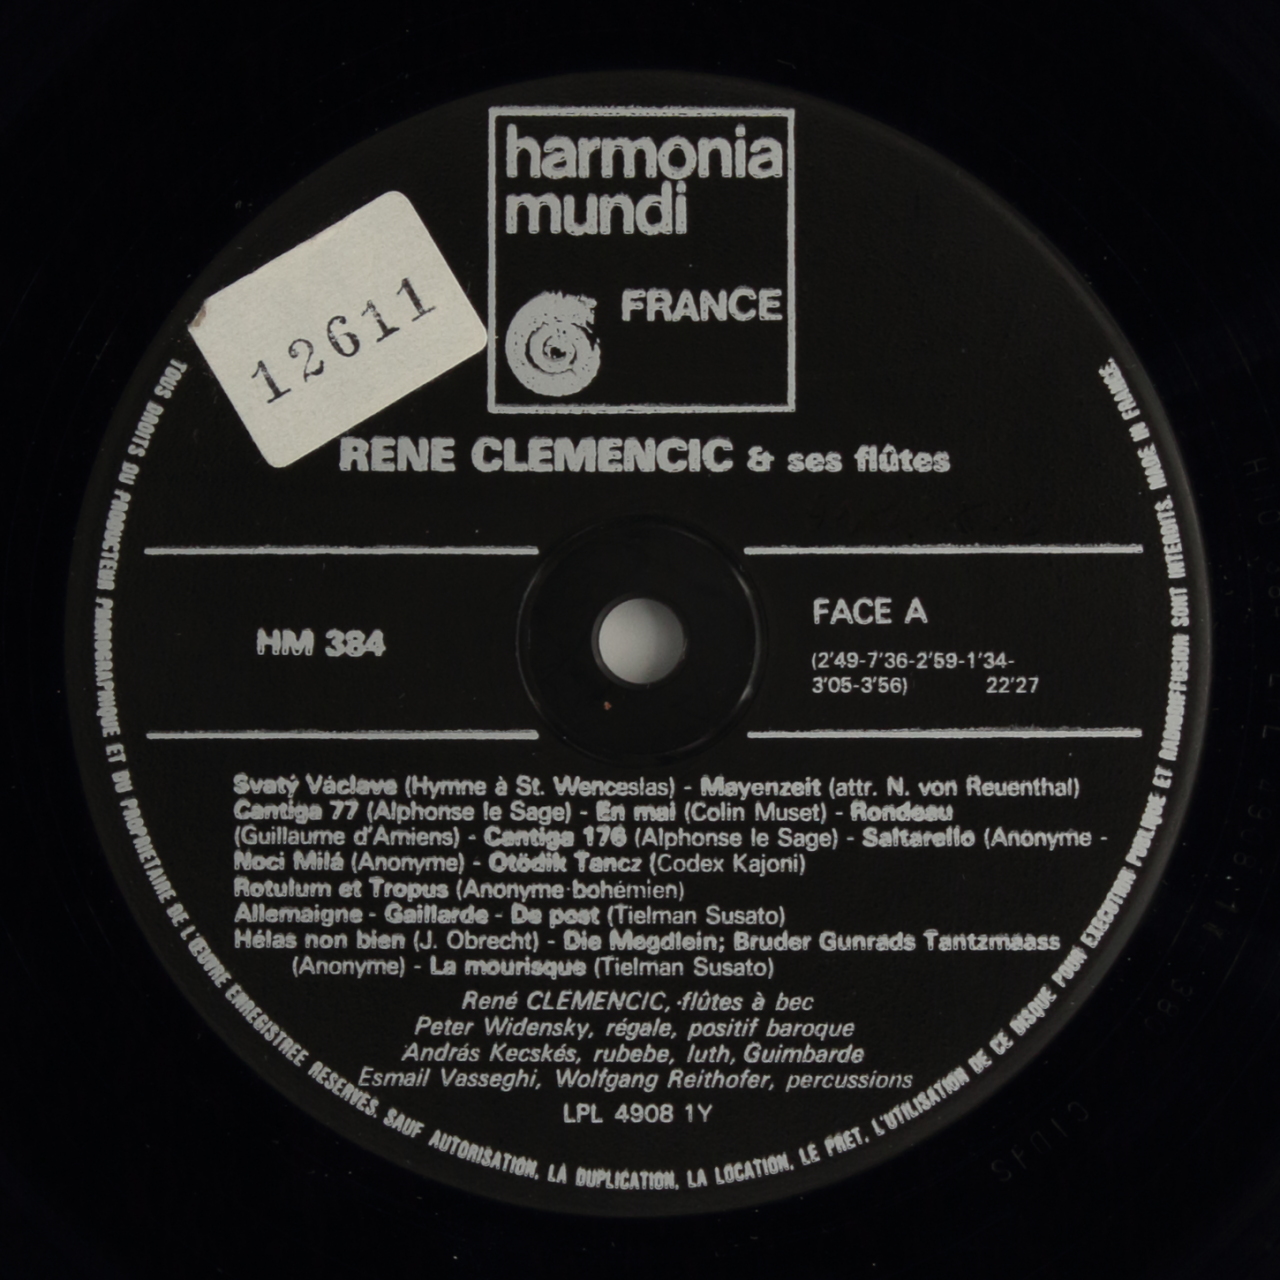 harmonia
mundi
FRANCE
12611
RENE CLEMENCIC & ses flûtes
HM 384
FACE A
(2'49-7'36-2'59-1'34-
3'05-3'56) 22'27
Svatý Václave (Hymne à St. Wenceslas) - Mayenzeit (attr. N. von Reuenthal)
Cantiga 77 (Alphonse le Sage) - En mai (Colin Muset) - Rondeau
(Guillaume d'Amiens) - Cantiga 176 (Alphonse le Sage) - Saltarello (Anonyme -
Noci Milá (Anonyme) - Otödik Tancz (Codex Kajoni)
Rotulum et Tropus (Anonyme bohémien)
Allemaigne - Gaillarde - De post (Tielman Susato)
Hélas non bien (J. Obrecht) - Die Megdlein; Bruder Gunrads Tantzmaass
(Anonyme) - La mourisque (Tielman Susato)
René CLEMENCIC, flûtes à bec
Peter Widensky, régale, positif baroque
András Kecskés, rubebe, luth, Guimbarde
Esmail Vasseghi, Wolfgang Reithofer, percussions
LPL 4908 1Y
TOUS DROITS DU PRODUCTEUR PHONOGRAPHIQUE ET DU PROPRIETAIRE DE L'ŒUVRE ENREGISTREE RESERVES. SAUF AUTORISATION, LA DUPLICATION, LA LOCATION, LE PRET, L'UTILISATION DE CE DISQUE POUR EXECUTION PUBLIQUE ET RADIODIFFUSION SONT INTERDITS. MADE IN FRANCE.